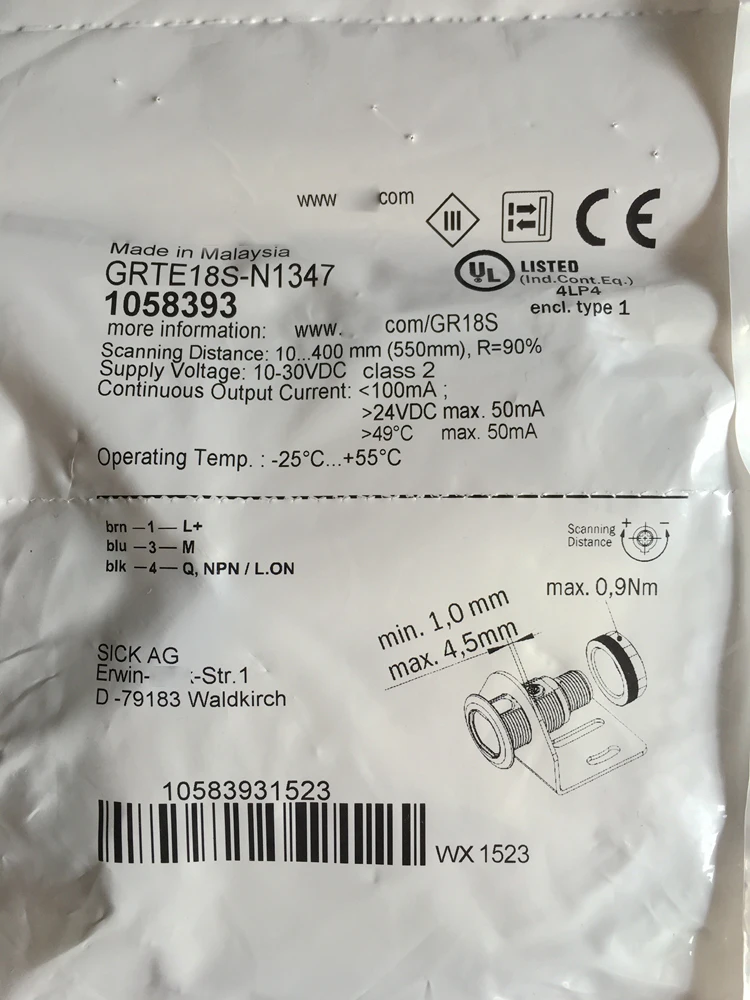 www com
III
CE
Made in Malaysia
GRTE18S-N1347
1058393
UL LISTED
(Ind.Cont.Eq.)
4LP4
encl. type 1
more information: www. com/GR18S
Scanning Distance: 10...400 mm (550mm), R=90%
Supply Voltage: 10-30VDC class 2
Continuous Output Current: <100mA ;
>24VDC max. 50mA
>49°C max. 50mA
Operating Temp. : -25°C...+55°C
brn –1– L+
blu –3– M
blk –4– Q, NPN / L.ON
Scanning Distance + –
max. 0,9Nm
min. 1,0 mm
max. 4,5mm
SICK AG
Erwin- -Str.1
D -79183 Waldkirch
10583931523
WX 1523